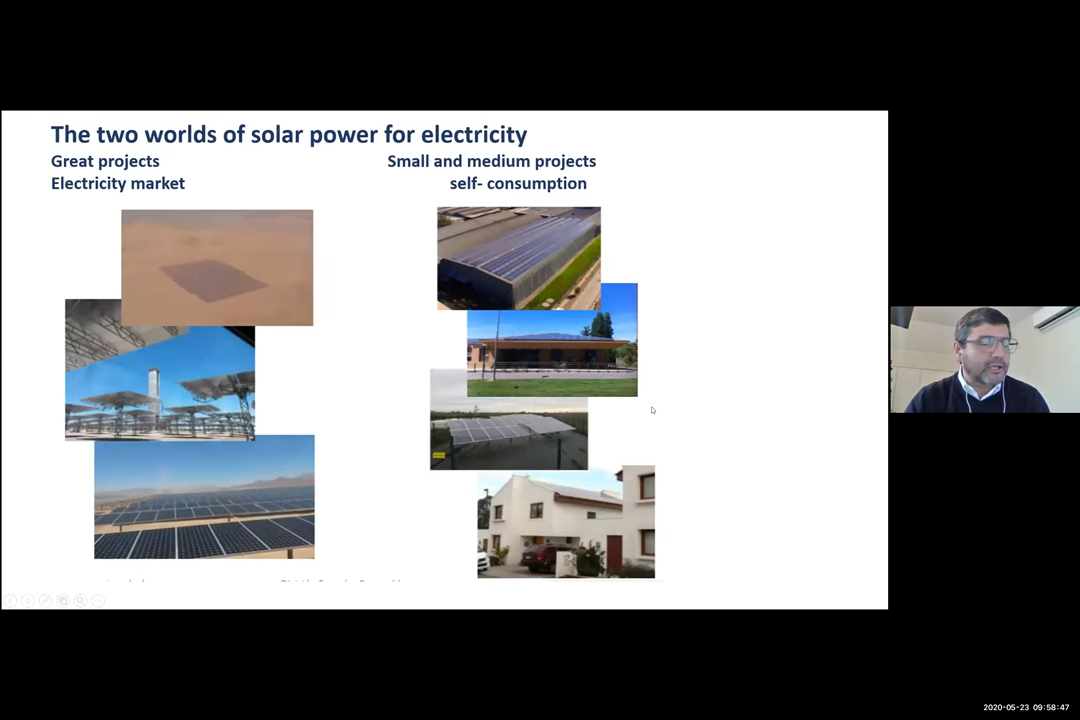 The two worlds of solar power for electricity
Great projects
Electricity market
Small and medium projects
self- consumption
2020-05-23 09:58:47